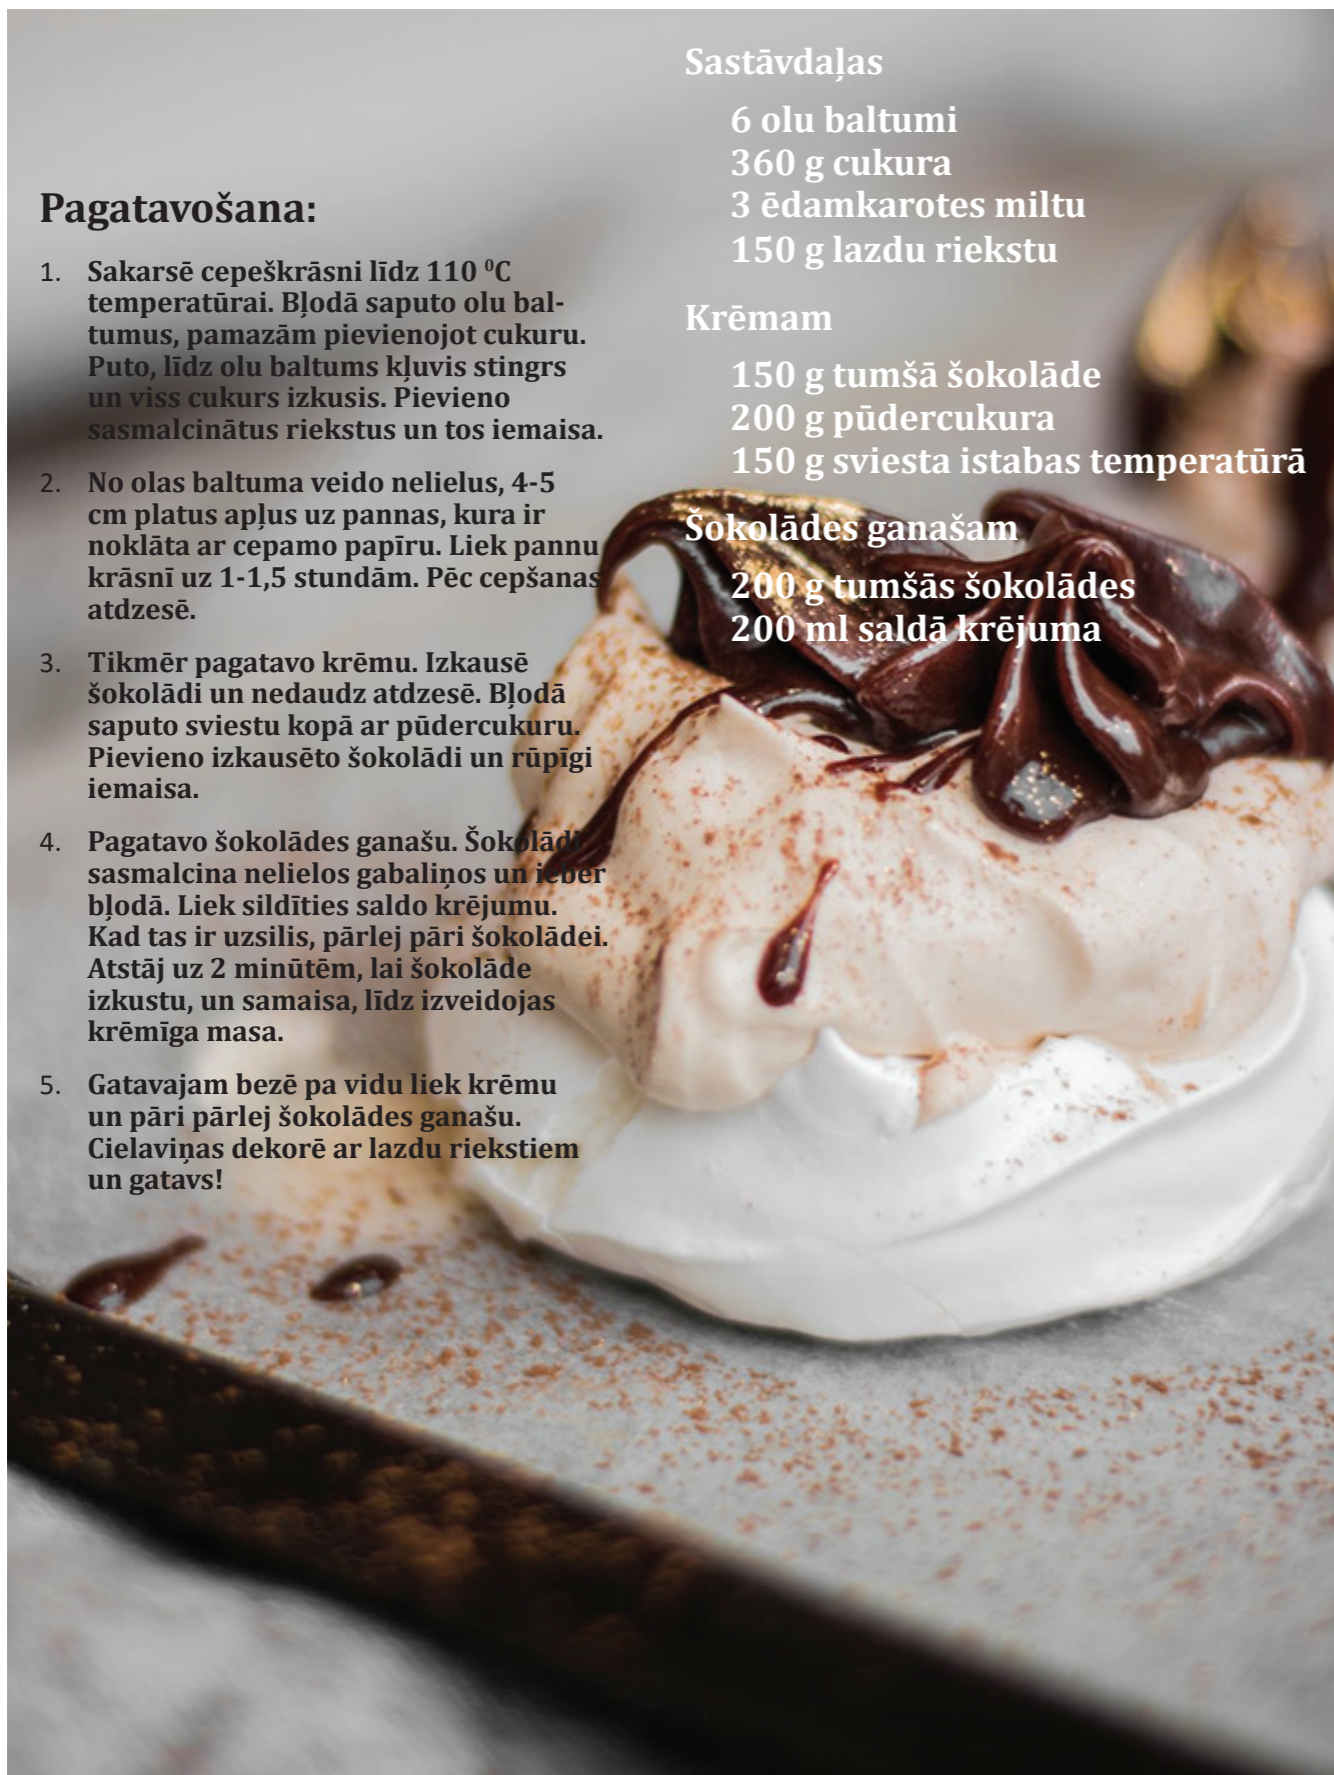 Sastāvdaļas
6 olu baltumi
360 g cukura
3 ēdamkarotes miltu
150 g lazdu riekstu
Krēmam
150 g tumšā šokolāde
200 g pūdercukura
150 g sviesta istabas temperatūrā
Šokolādes ganašam
200 g tumšās šokolādes
200 ml saldā krējuma
Pagatavošana:
1. Sakarsē cepeškrāsni līdz 110 ⁰C
temperatūrai. Bļodā saputo olu bal-
tumus, pamazām pievienojot cukuru.
Puto, līdz olu baltums kļuvis stingrs
un viss cukurs izkusis. Pievieno
sasmalcinātus riekstus un tos iemaisa.
2. No olas baltuma veido nelielus, 4-5
cm platus apļus uz pannas, kura ir
noklāta ar cepamo papīru. Liek pannu
krāsnī uz 1-1,5 stundām. Pēc cepšanas
atdzesē.
3. Tikmēr pagatavo krēmu. Izkausē
šokolādi un nedaudz atdzesē. Bļodā
saputo sviestu kopā ar pūdercukuru.
Pievieno izkausēto šokolādi un rūpīgi
iemaisa.
4. Pagatavo šokolādes ganašu. Šokolādi
sasmalcina nelielos gabaliņos un ieber
bļodā. Liek sildīties saldo krējumu.
Kad tas ir uzsilis, pārlej pāri šokolādei.
Atstāj uz 2 minūtēm, lai šokolāde
izkustu, un samaisa, līdz izveidojas
krēmīga masa.
5. Gatavajam bezē pa vidu liek krēmu
un pāri pārlej šokolādes ganašu.
Cielaviņas dekorē ar lazdu riekstiem
un gatavs!